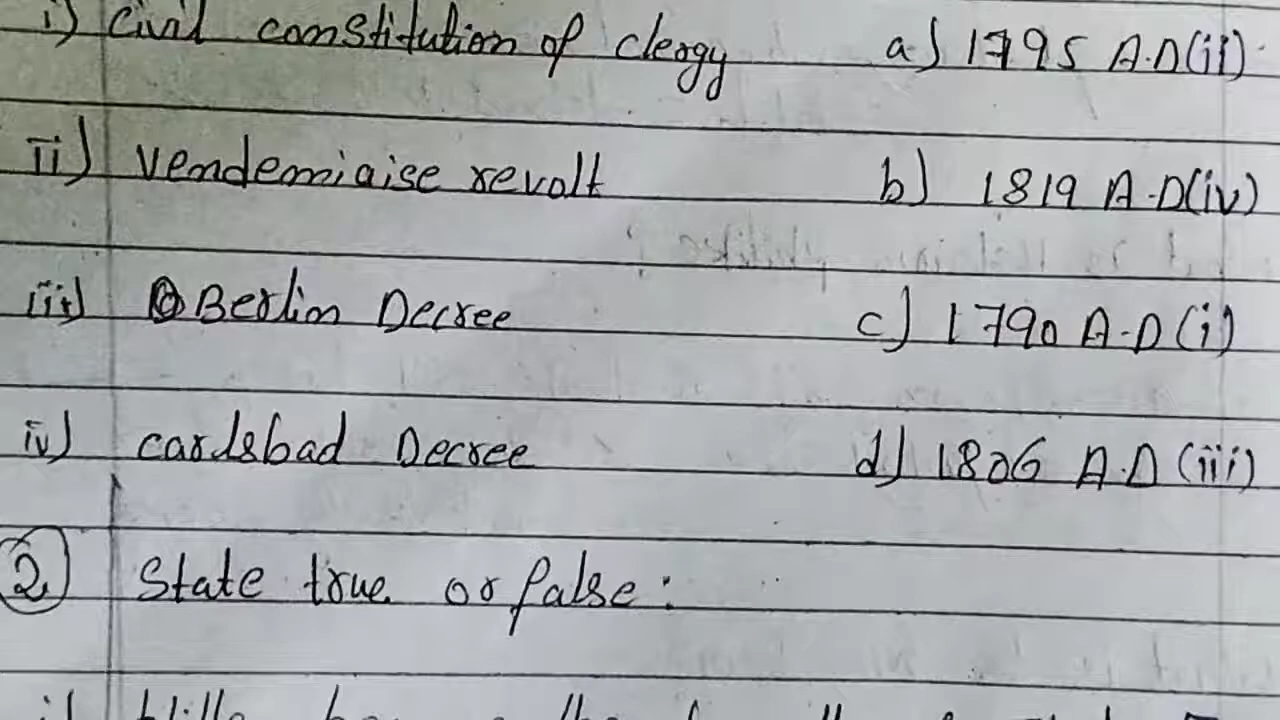 i) Civil constitution of clergy a) 1795 A.D(ii)
ii) Vendemiaise revolt b) 1819 A.D(iv)
iii) Berlin Decree c) 1790 A.D(i)
iv) carlsbad Decree d) 1806 A.D(iii)
2) State true or false: